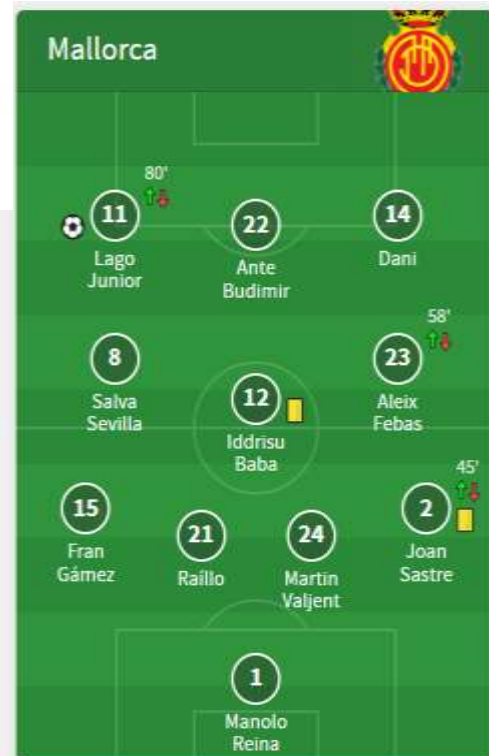 Mallorca
80'
11
22
14
Lago
Junior
Ante
Budimir
Dani
58'
8
12
23
Salva
Sevilla
Iddrisu
Baba
Aleix
Febas
45'
15
21
24
2
Fran
Gámez
Raíllo
Martin
Valjent
Joan
Sastre
1
Manolo
Reina